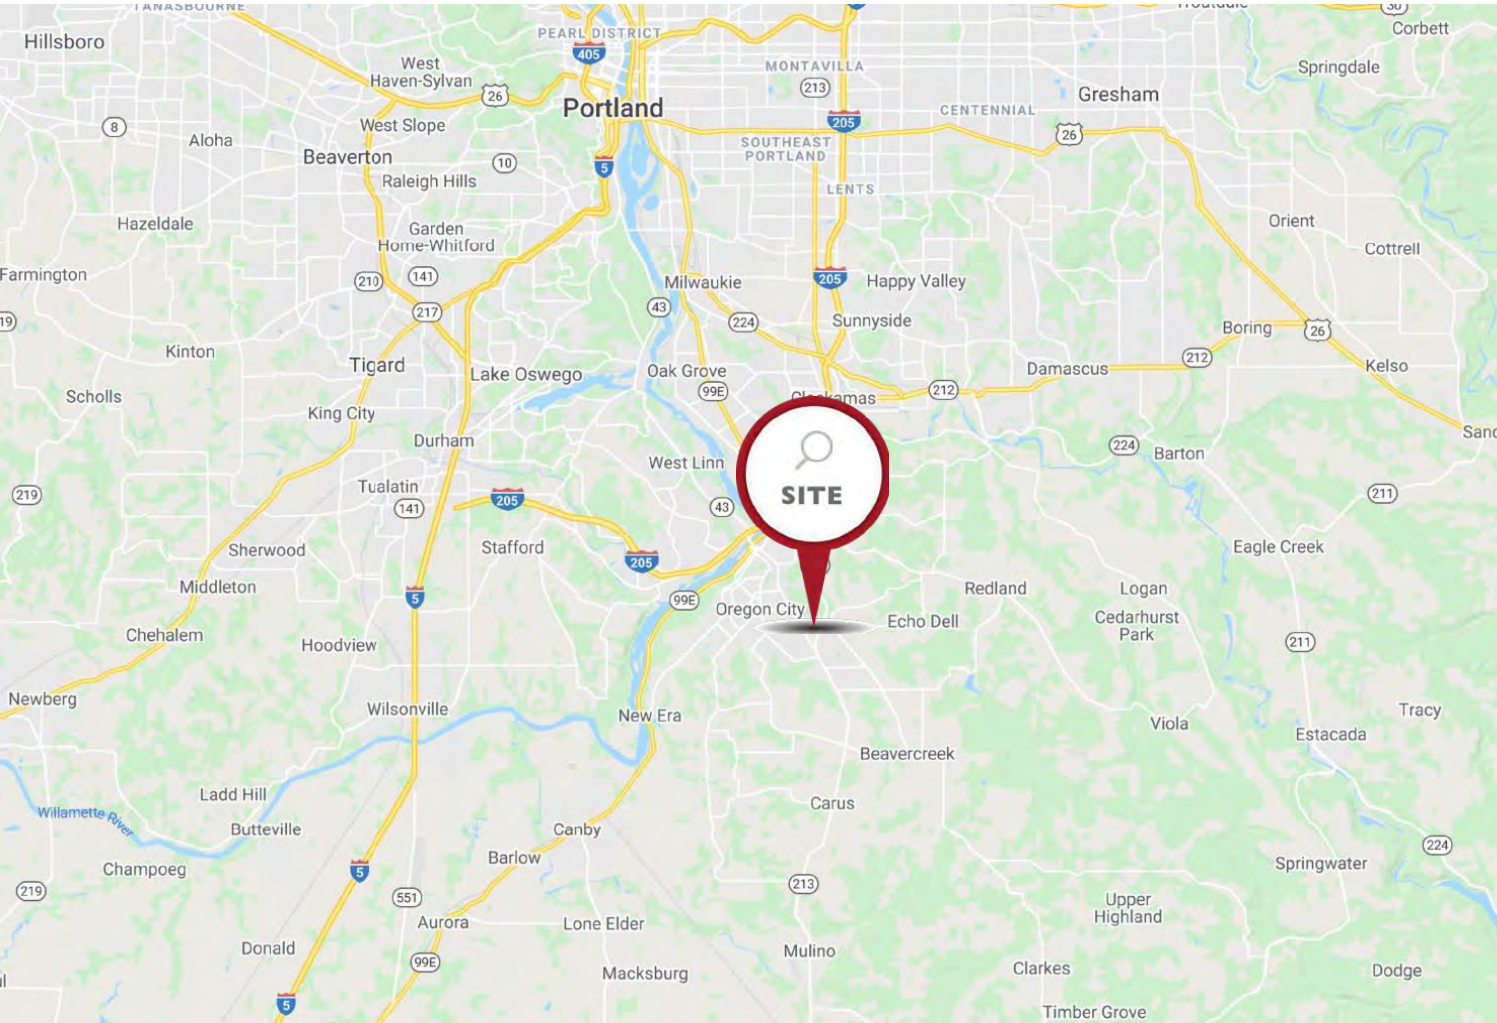 TANASBOURNE
Troutdale
30
Hillsboro
PEARL DISTRICT
405
Corbett
West
Haven-Sylvan
MONTAVILLA
Springdale
26
213
Gresham
Portland
CENTENNIAL
8
West Slope
205
26
Aloha
SOUTHEAST
PORTLAND
Beaverton
10
5
Raleigh Hills
LENTS
Hazeldale
Garden
Home-Whitford
Orient
Cottrell
Farmington
210
141
Milwaukie
205
Happy Valley
217
43
224
Sunnyside
19
Boring
26
Kinton
212
Tigard
Lake Oswego
Oak Grove
Damascus
Kelso
99E
212
Scholls
Clackamas
King City
Durham
224
Barton
Sand
West Linn
SITE
Tualatin
219
141
205
43
211
Sherwood
Stafford
Eagle Creek
205
Middleton
5
99E
Oregon City
Redland
Logan
Echo Dell
Cedarhurst
Park
Chehalem
Hoodview
211
Newberg
Wilsonville
New Era
Tracy
Viola
Estacada
Beavercreek
Ladd Hill
Carus
Willamette River
Butteville
Canby
224
Barlow
Champoeg
5
Springwater
219
551
213
Upper
Highland
Aurora
Lone Elder
Donald
Mulino
99E
Macksburg
Clarkes
Dodge
5
Timber Grove